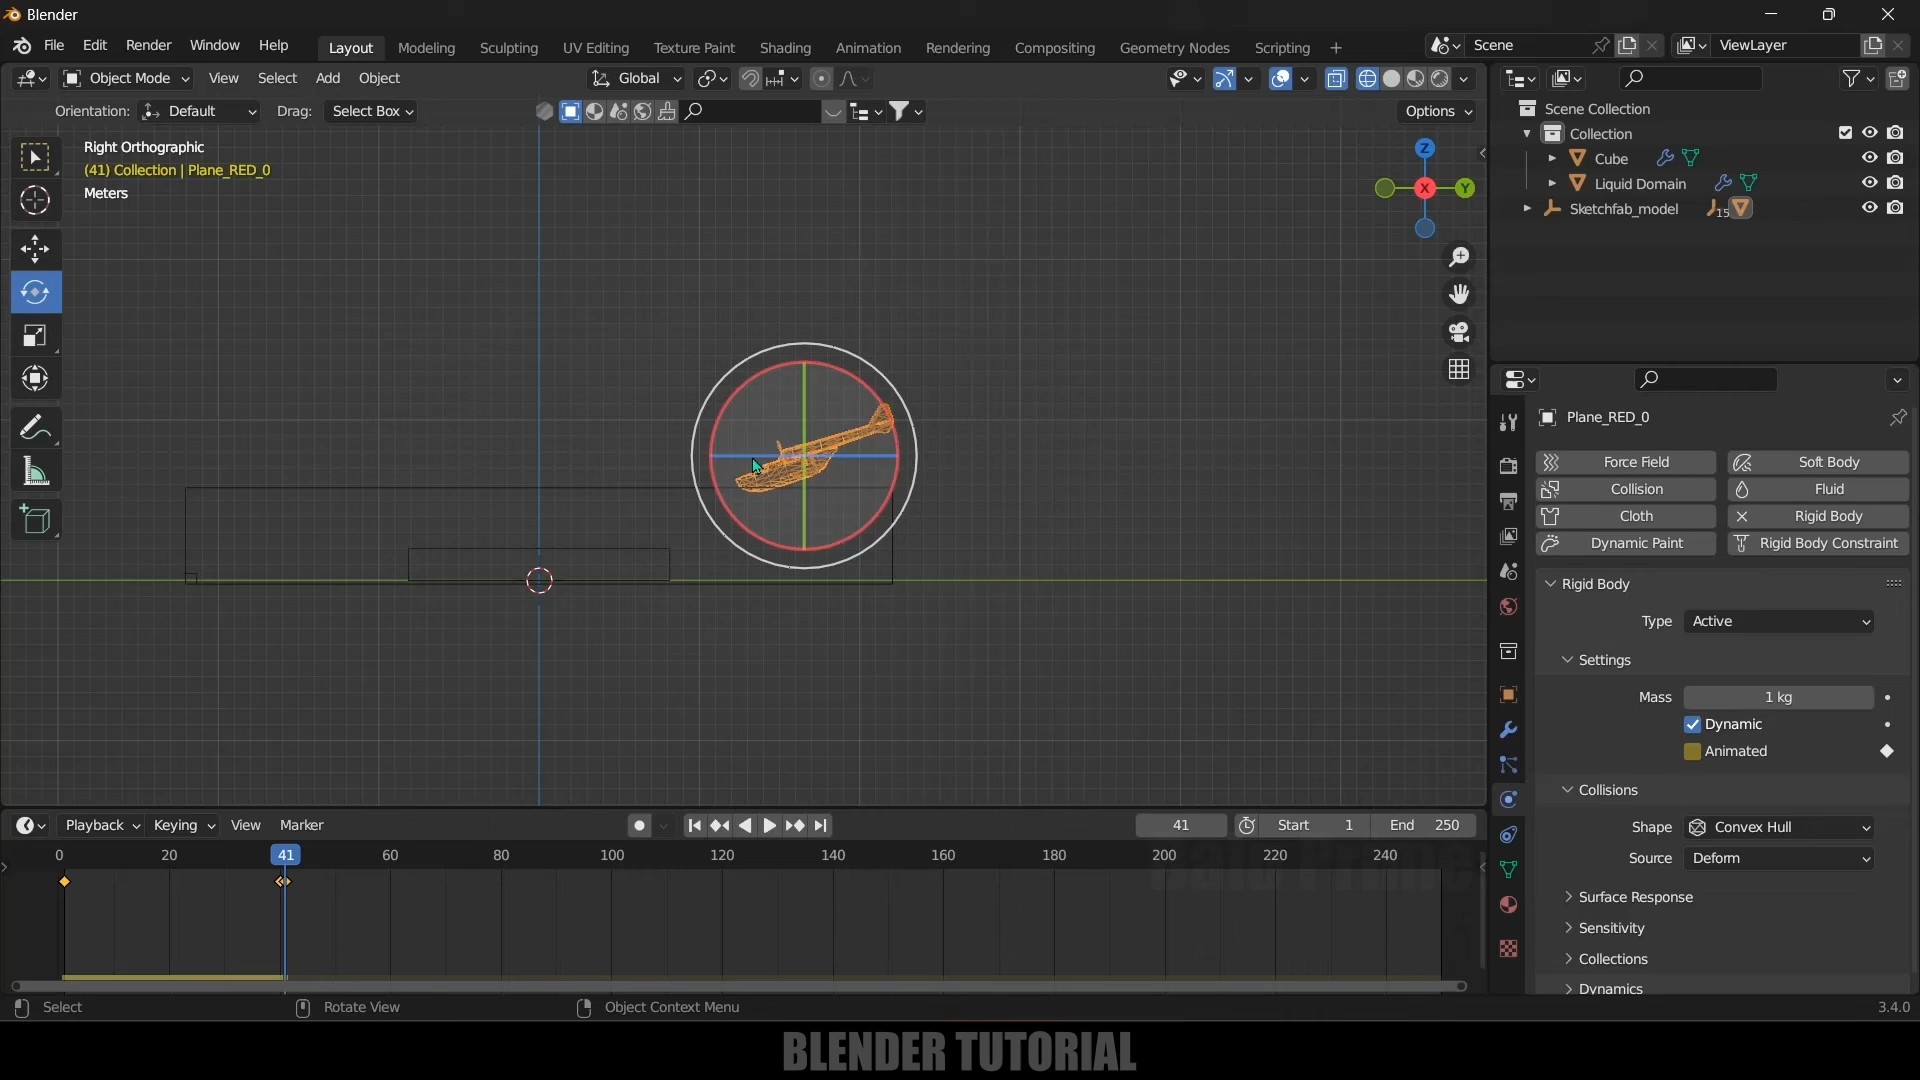 Blender
File Edit Render Window Help Layout Modeling Sculpting UV Editing Texture Paint Shading Animation Rendering Compositing Geometry Nodes Scripting + Scene ViewLayer
Object Mode View Select Add Object Global
Orientation: Default Drag: Select Box Options
Right Orthographic
(41) Collection | Plane_RED_0
Meters
Z
X
Y
Scene Collection
Collection
Cube
Liquid Domain
Sketchfab_model 15
Plane_RED_0
Force Field Soft Body
Collision Fluid
Cloth Rigid Body
Dynamic Paint Rigid Body Constraint
Rigid Body
Type Active
Settings
Mass 1 kg
Dynamic
Animated
Collisions
Shape Convex Hull
Source Deform
Surface Response
Sensitivity
Collections
Dynamics
Playback Keying View Marker 41 Start 1 End 250
0 20 41 60 80 100 120 140 160 180 200 220 240
Select Rotate View Object Context Menu 3.4.0
BLENDER TUTORIAL